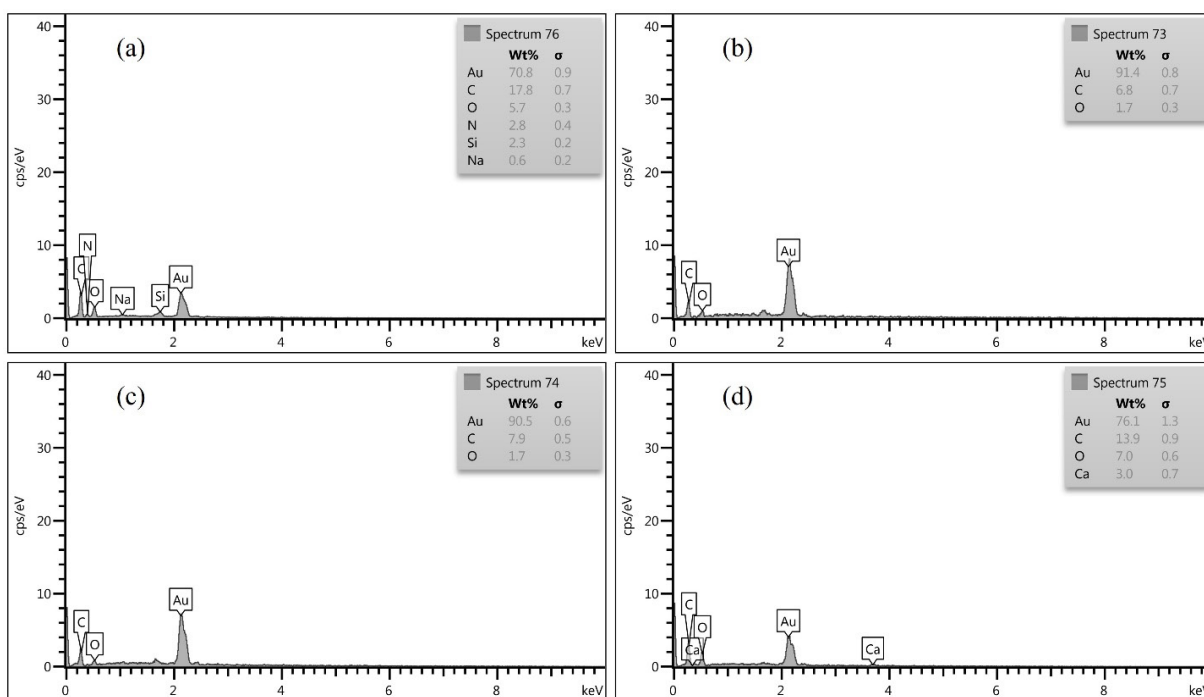 (a)
Spectrum 76
Wt% σ
Au 70.8 0.9
C 17.8 0.7
O 5.7 0.3
N 2.8 0.4
Si 2.3 0.2
Na 0.6 0.2
40
30
20
10
0
cps/eV
N
C
O
Na
Si
Au
0 2 4 6 8 keV
(b)
Spectrum 73
Wt% σ
Au 91.4 0.8
C 6.8 0.7
O 1.7 0.3
40
30
20
10
0
cps/eV
C
O
Au
0 2 4 6 8 keV
(c)
Spectrum 74
Wt% σ
Au 90.5 0.6
C 7.9 0.5
O 1.7 0.3
40
30
20
10
0
cps/eV
C
O
Au
0 2 4 6 8 keV
(d)
Spectrum 75
Wt% σ
Au 76.1 1.3
C 13.9 0.9
O 7.0 0.6
Ca 3.0 0.7
40
30
20
10
0
cps/eV
C
O
Ca
Au
Ca
0 2 4 6 8 keV